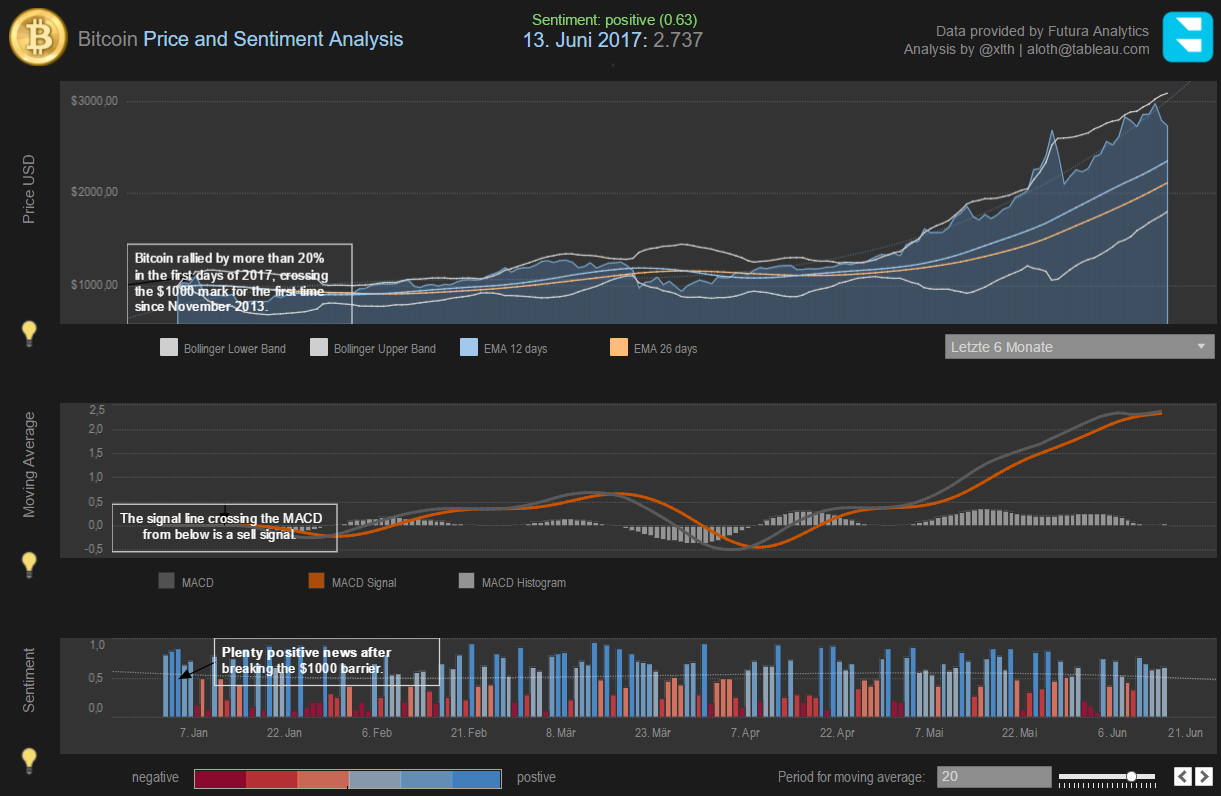 Sentiment: positive (0.63)
Bitcoin Price and Sentiment Analysis
13. Juni 2017: 2.737
Data provided by Futura Analytics
Analysis by @xlth | aloth@tableau.com
Price USD
$3000,00
$2000,00
$1000,00
Bitcoin rallied by more than 20%
in the first days of 2017, crossing
the $1000 mark for the first time
since November 2013.
Bollinger Lower Band
Bollinger Upper Band
EMA 12 days
EMA 26 days
Letzte 6 Monate
Moving Average
2,5
2,0
1,5
1,0
0,5
0,0
-0,5
The signal line crossing the MACD
from below is a sell signal.
MACD
MACD Signal
MACD Histogram
Sentiment
1,0
0,5
0,0
Plenty positive news after
breaking the $1000 barrier.
7. Jan
22. Jan
6. Feb
21. Feb
8. Mär
23. Mär
7. Apr
22. Apr
7. Mai
22. Mai
6. Jun
21. Jun
negative
postive
Period for moving average:
20